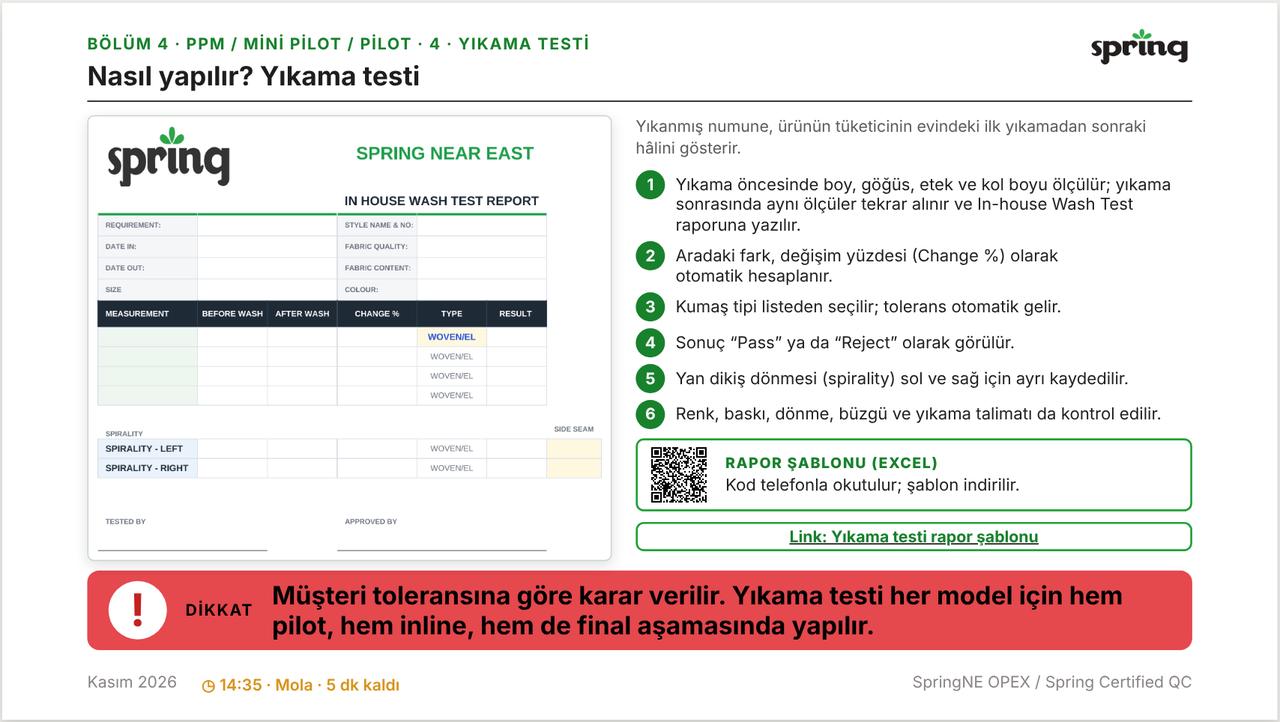 BÖLÜM 4 · PPM / MİNİ PİLOT / PİLOT · 4 · YIKAMA TESTİ
Nasıl yapılır? Yıkama testi
spring
spring
SPRING NEAR EAST
IN HOUSE WASH TEST REPORT
REQUIREMENT: STYLE NAME & NO:
DATE IN: FABRIC QUALITY:
DATE OUT: FABRIC CONTENT:
SIZE COLOUR:
MEASUREMENT BEFORE WASH AFTER WASH CHANGE % TYPE RESULT
WOVEN/EL
WOVEN/EL
WOVEN/EL
WOVEN/EL
SPIRALITY SIDE SEAM
SPIRALITY - LEFT WOVEN/EL
SPIRALITY - RIGHT WOVEN/EL
TESTED BY APPROVED BY
Yıkanmış numune, ürünün tüketicinin evindeki ilk yıkamadan sonraki
hâlini gösterir.
1 Yıkama öncesinde boy, göğüs, etek ve kol boyu ölçülür; yıkama
sonrasında aynı ölçüler tekrar alınır ve In-house Wash Test
raporuna yazılır.
2 Aradaki fark, değişim yüzdesi (Change %) olarak
otomatik hesaplanır.
3 Kumaş tipi listeden seçilir; tolerans otomatik gelir.
4 Sonuç “Pass” ya da “Reject” olarak görülür.
5 Yan dikiş dönmesi (spirality) sol ve sağ için ayrı kaydedilir.
6 Renk, baskı, dönme, büzgü ve yıkama talimatı da kontrol edilir.
RAPOR ŞABLONU (EXCEL)
Kod telefonla okutulur; şablon indirilir.
Link: Yıkama testi rapor şablonu
! DİKKAT Müşteri toleransına göre karar verilir. Yıkama testi her model için hem
pilot, hem inline, hem de final aşamasında yapılır.
Kasım 2026 ◷ 14:35 · Mola · 5 dk kaldı SpringNE OPEX / Spring Certified QC